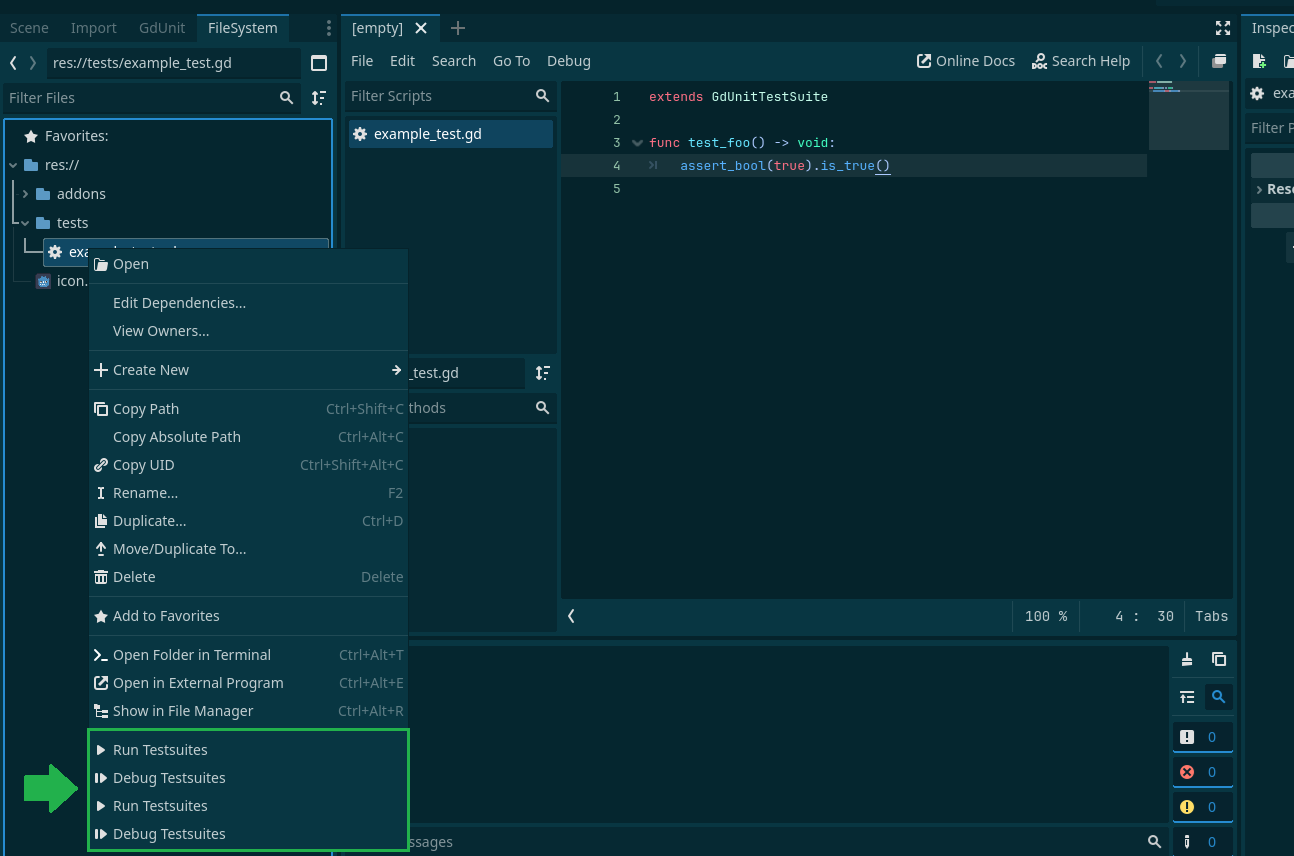 Scene Import GdUnit FileSystem
[empty]
Inspec
res://tests/example_test.gd
File Edit Search Go To Debug
Online Docs Search Help
Filter Files
Filter Scripts
exa
Filter P
Favorites:
res://
addons
tests
exa
icon.
example_test.gd
1 extends GdUnitTestSuite
2
3 func test_foo() -> void:
4 assert_bool(true).is_true()
5
Res
Open
Edit Dependencies...
View Owners...
Create New
Copy Path Ctrl+Shift+C
Copy Absolute Path Ctrl+Alt+C
Copy UID Ctrl+Shift+Alt+C
Rename... F2
Duplicate... Ctrl+D
Move/Duplicate To...
Delete Delete
Add to Favorites
Open Folder in Terminal Ctrl+Alt+T
Open in External Program Ctrl+Alt+E
Show in File Manager Ctrl+Alt+R
Run Testsuites
Debug Testsuites
Run Testsuites
Debug Testsuites
_test.gd
thods
100 % 4 : 30 Tabs
0
0
0
ssages
0